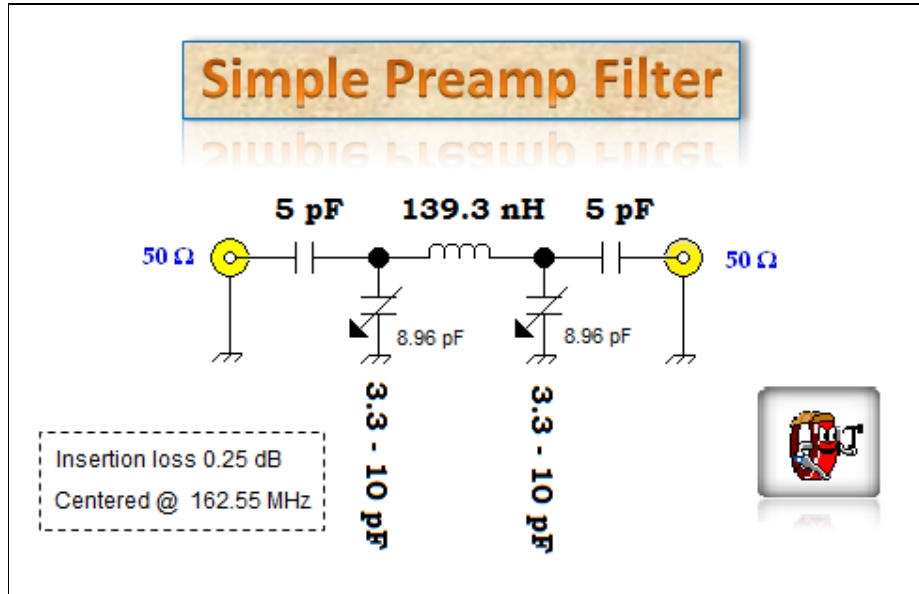 Simple Preamp Filter
5 pF
139.3 nH
5 pF
50 Ω
50 Ω
8.96 pF
8.96 pF
3.3 - 10 pF
3.3 - 10 pF
Insertion loss 0.25 dB
Centered @ 162.55 MHz